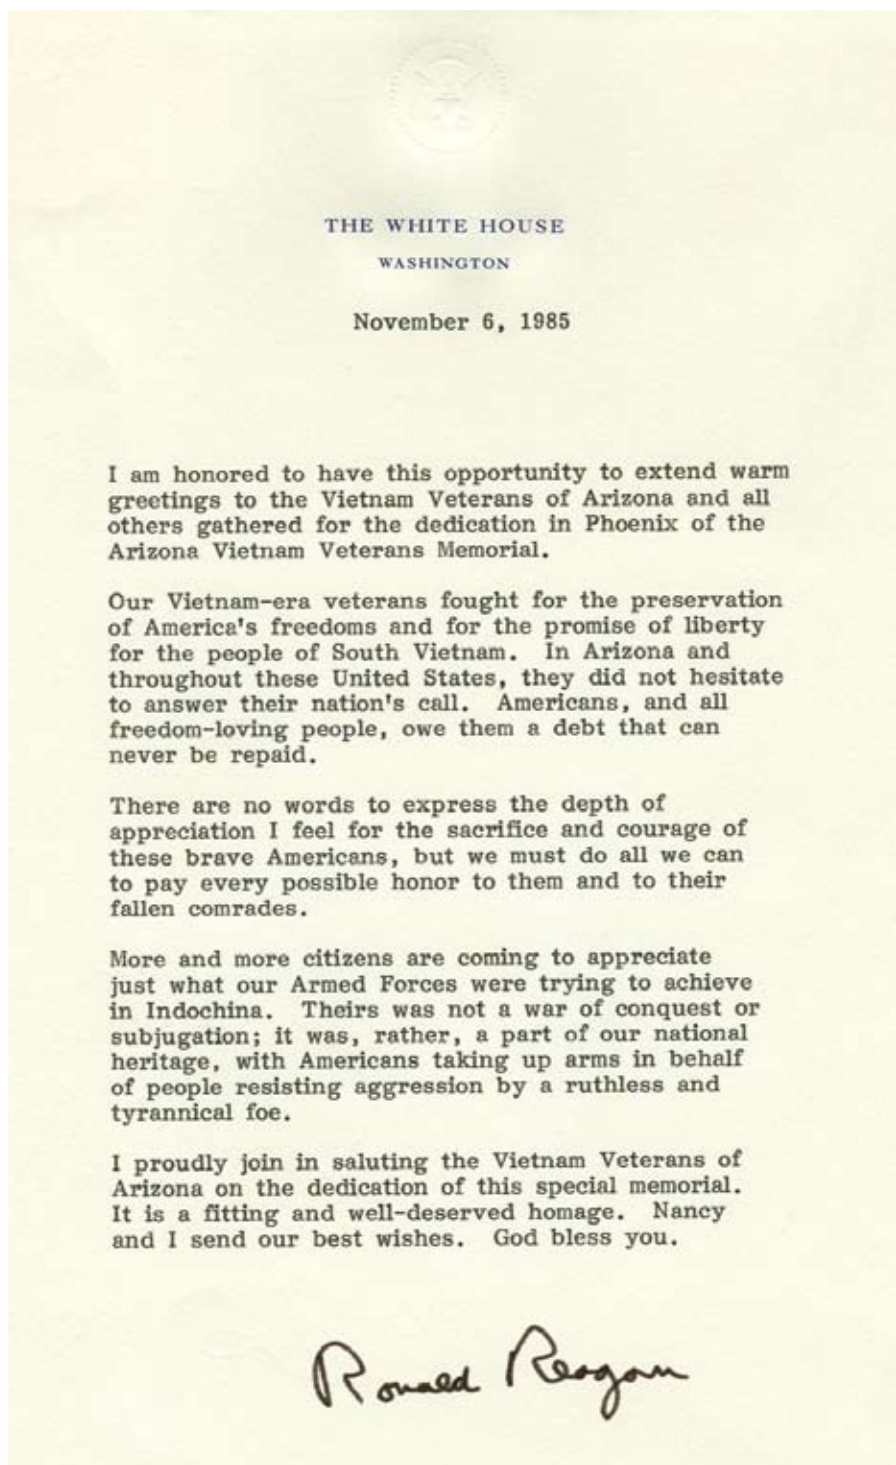 THE WHITE HOUSE
WASHINGTON
November 6, 1985
I am honored to have this opportunity to extend warm
greetings to the Vietnam Veterans of Arizona and all
others gathered for the dedication in Phoenix of the
Arizona Vietnam Veterans Memorial.
Our Vietnam-era veterans fought for the preservation
of America's freedoms and for the promise of liberty
for the people of South Vietnam. In Arizona and
throughout these United States, they did not hesitate
to answer their nation's call. Americans, and all
freedom-loving people, owe them a debt that can
never be repaid.
There are no words to express the depth of
appreciation I feel for the sacrifice and courage of
these brave Americans, but we must do all we can
to pay every possible honor to them and to their
fallen comrades.
More and more citizens are coming to appreciate
just what our Armed Forces were trying to achieve
in Indochina. Theirs was not a war of conquest or
subjugation; it was, rather, a part of our national
heritage, with Americans taking up arms in behalf
of people resisting aggression by a ruthless and
tyrannical foe.
I proudly join in saluting the Vietnam Veterans of
Arizona on the dedication of this special memorial.
It is a fitting and well-deserved homage. Nancy
and I send our best wishes. God bless you.
Ronald Reagan